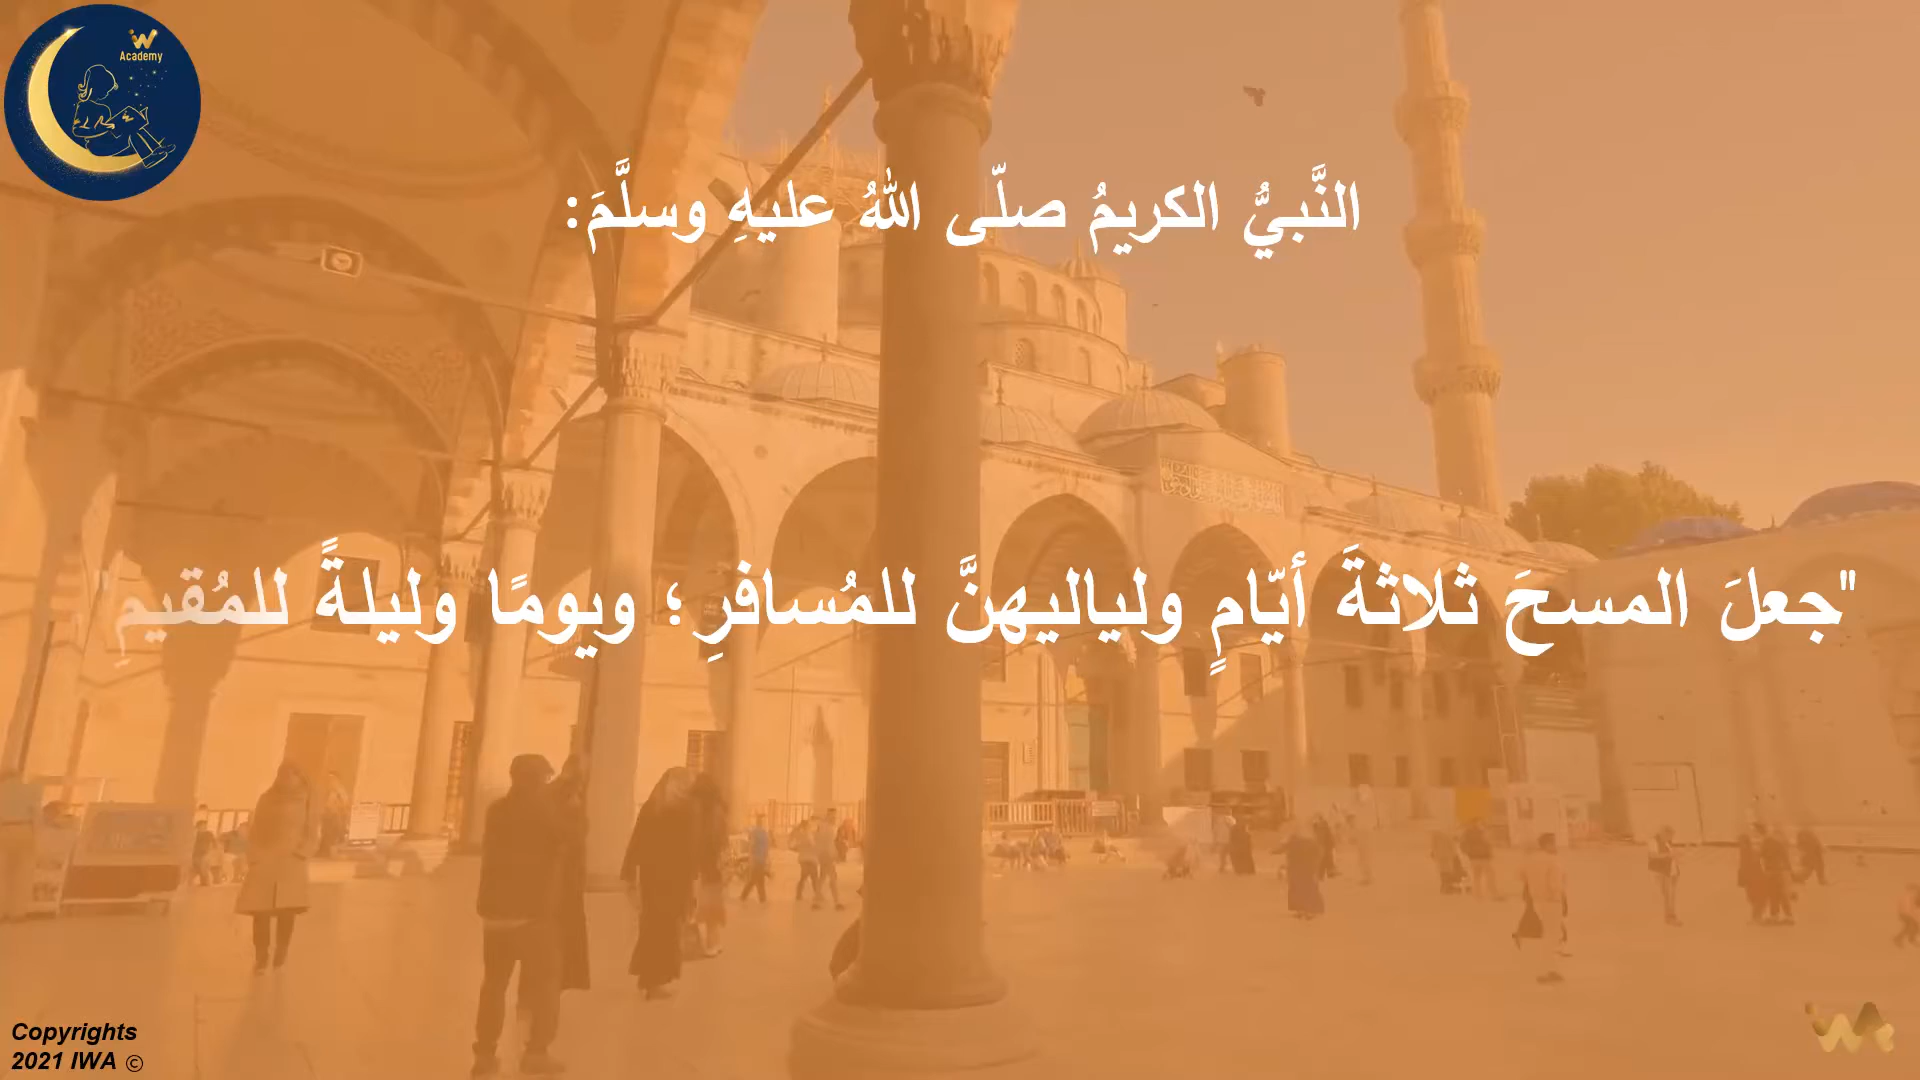 iW
Academy
النَّبيُّ الكريمُ صلّى اللهُ عليهِ وسلَّمَ:
"جعلَ المسحَ ثلاثةَ أيّامٍ ولياليهنَّ للمُسافرِ؛ ويومًا وليلةً للمُقيمِ"
Copyrights
2021 IWA ©